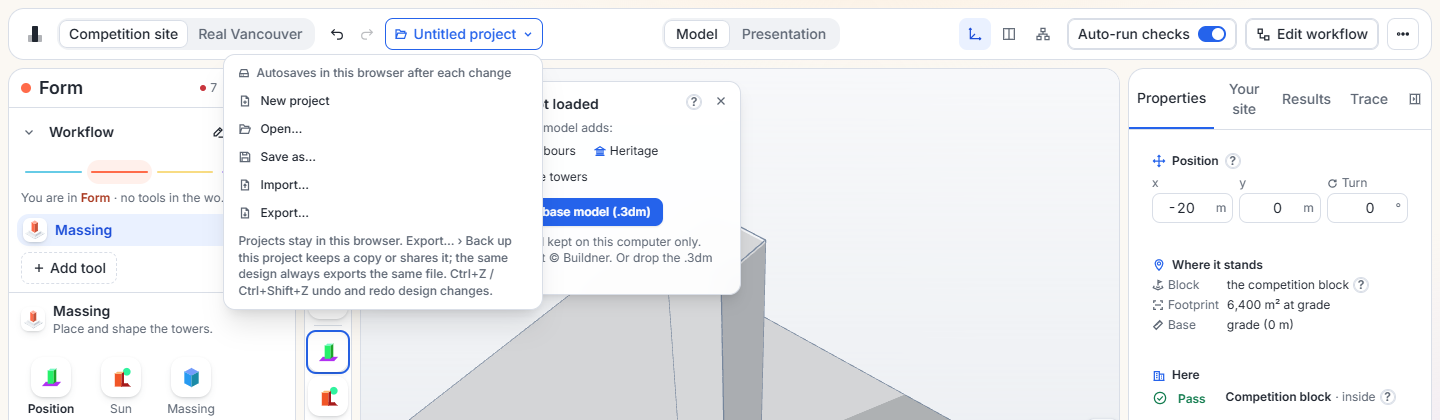 Competition site
Real Vancouver
Untitled project
Model
Presentation
Auto-run checks
Edit workflow
Form
7
Workflow
You are in Form · no tools in the wo...
Massing
+ Add tool
Massing
Place and shape the towers.
Position
Sun
Massing
Autosaves in this browser after each change
New project
Open...
Save as...
Import...
Export...
Projects stay in this browser. Export... › Back up
this project keeps a copy or shares it; the same
design always exports the same file. Ctrl+Z /
Ctrl+Shift+Z undo and redo design changes.
t loaded
?
model adds:
bours
Heritage
towers
base model (.3dm)
kept on this computer only.
t © Buildner. Or drop the .3dm
Properties
Your
site
Results
Trace
Position ?
x
y
Turn
-20 m
0 m
0 °
Where it stands
Block the competition block ?
Footprint 6,400 m² at grade
Base grade (0 m)
Here
Pass Competition block · inside ?